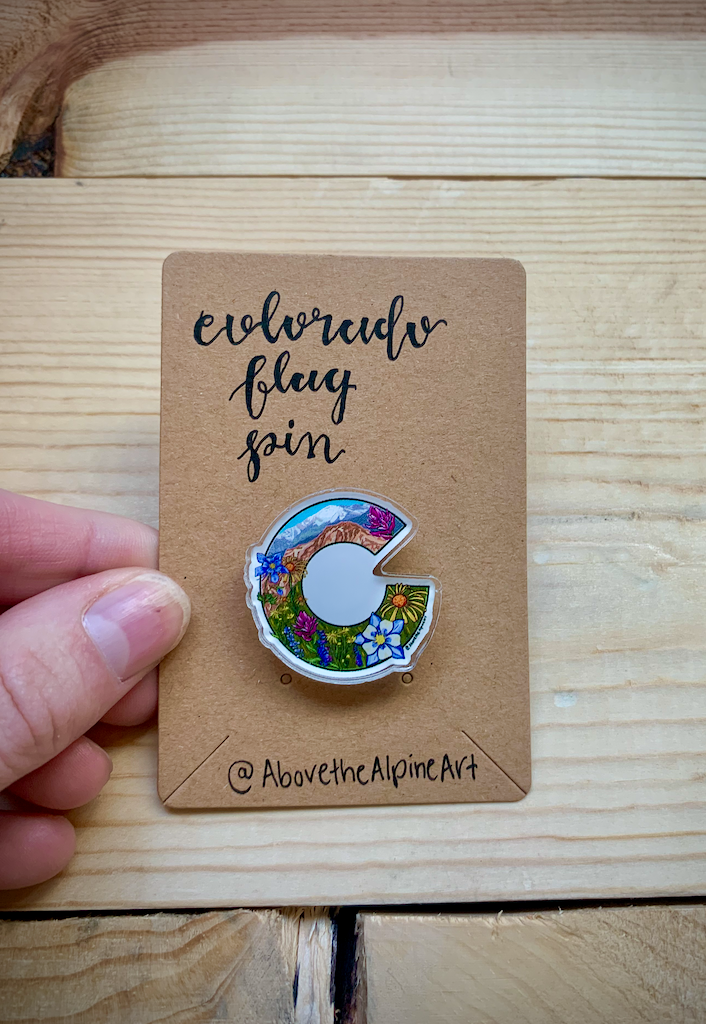 colorado
flag
pin
@AbovetheAlpineArt